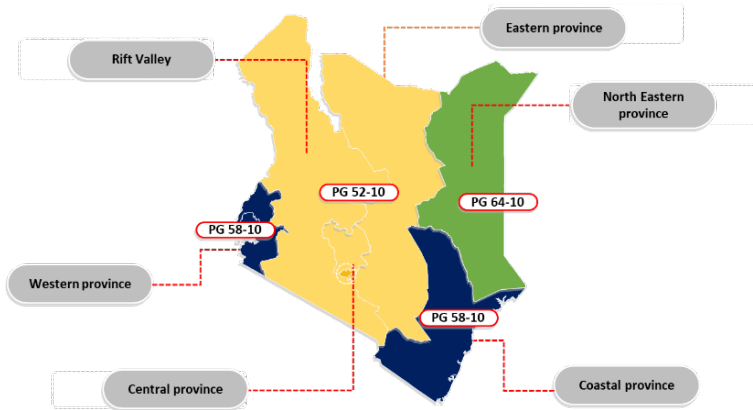 Eastern province
Rift Valley
North Eastern
province
PG 52-10
PG 64-10
PG 58-10
Western province
PG 58-10
Central province
Coastal province